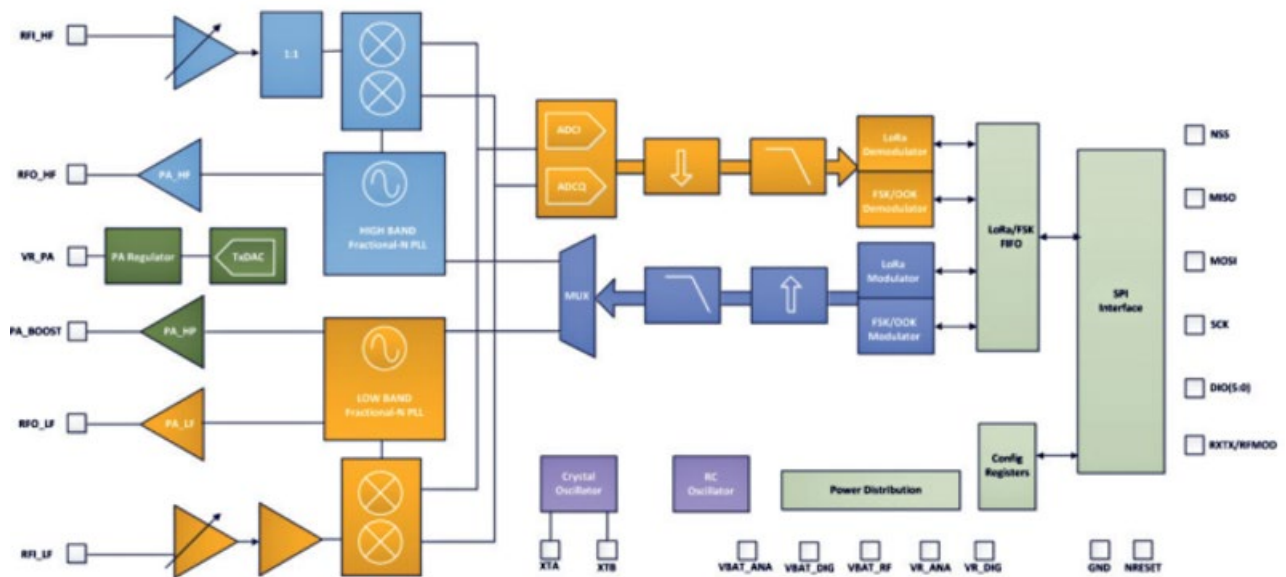 RFI_HF
1:1
ADCI
ADCQ
LoRa
Demodulator
FSK/OOK
Demodulator
NSS
RFO_HF
PA_HF
HIGH BAND
Fractional-N PLL
LoRa/FSK
FIFO
MISO
VR_PA
PA Regulator
TxDAC
MUX
LoRa
Modulator
FSK/OOK
Modulator
MOSI
SPI
Interface
PA_BOOST
PA_HP
SCK
LOW BAND
Fractional-N PLL
DIO(5:0)
RFO_LF
PA_LF
RXTX/RFMOD
Crystal
Oscillator
RC
Oscillator
Power Distribution
Config
Registers
RFI_LF
XTA
XTB
VBAT_ANA
VBAT_DIG
VBAT_RF
VR_ANA
VR_DIG
GND
NRESET